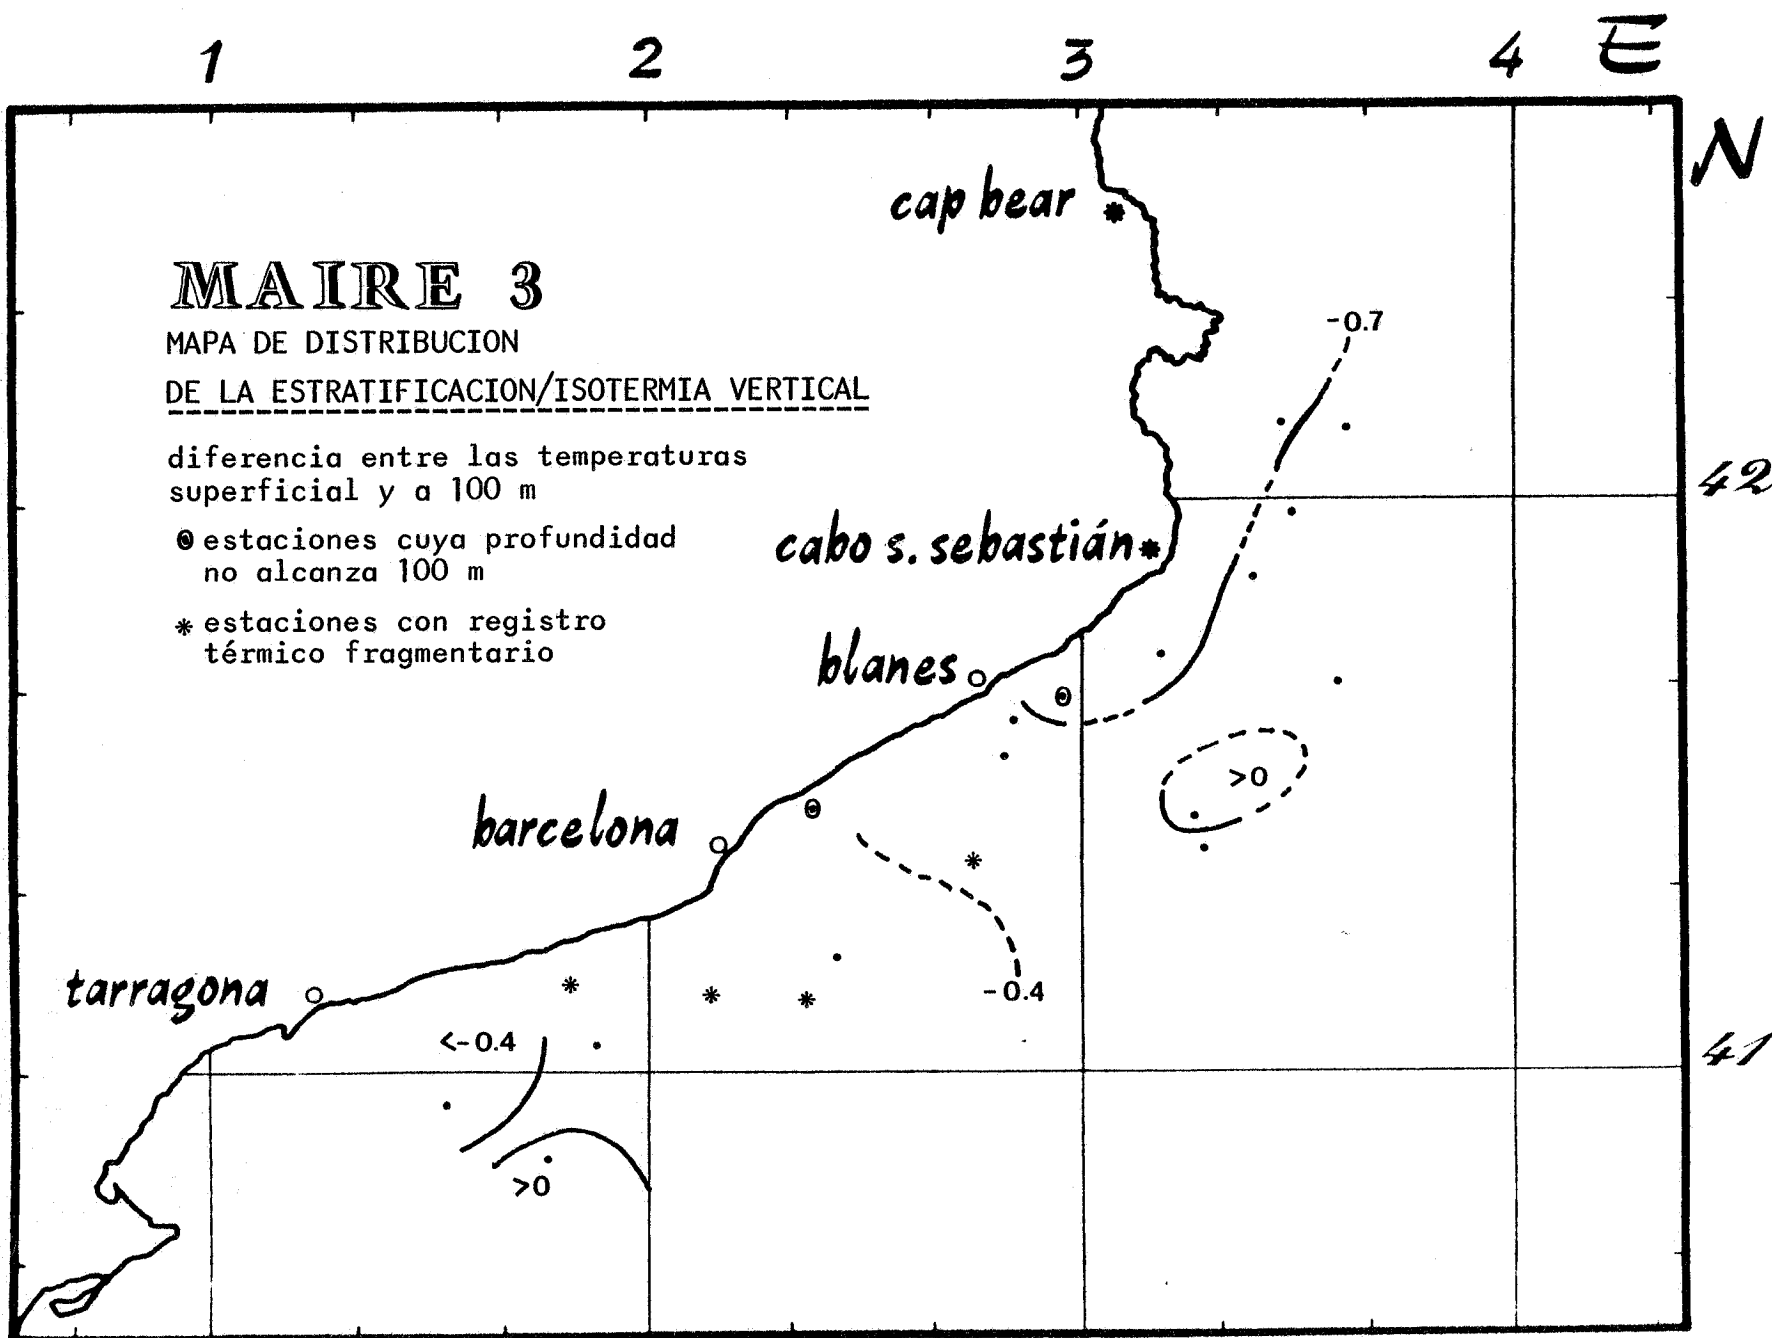 1 2 3 4 E
N
cap bear
MAIRE 3
MAPA DE DISTRIBUCION
-0.7
DE LA ESTRATIFICACION/ISOTERMIA VERTICAL
diferencia entre las temperaturas
superficial y a 100 m
42
estaciones cuya profundidad
no alcanza 100 m
cabo s. sebastián
* estaciones con registro
térmico fragmentario
blanes
>0
barcelona
tarragona
-0.4
<-0.4
41
>0